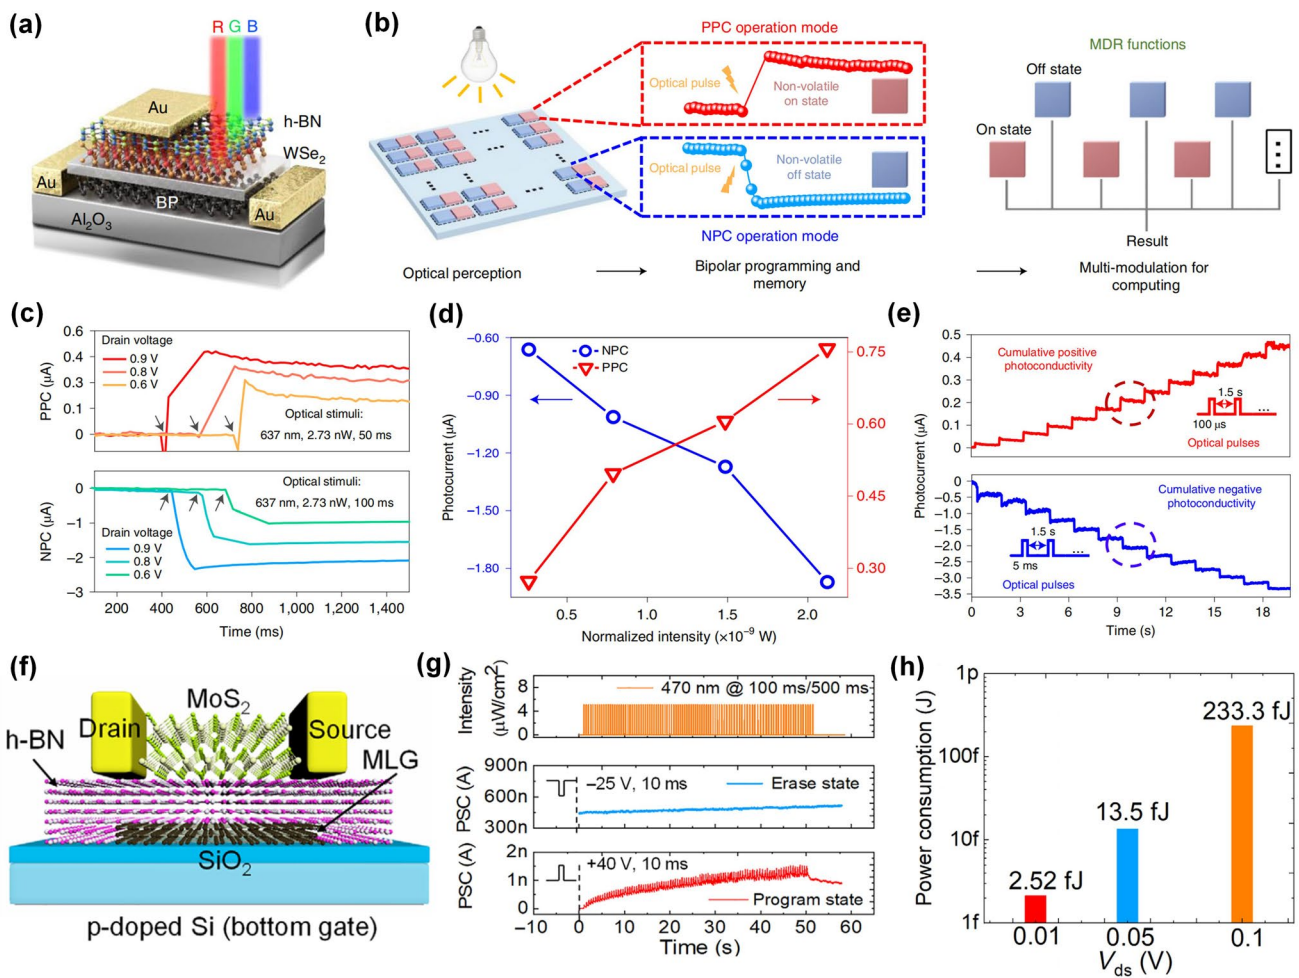 (a)
R G B
Au
h-BN
WSe2
Au
BP
Au
Al2O3
(b)
PPC operation mode
Optical pulse
Non-volatile
on state
Optical pulse
Non-volatile
off state
NPC operation mode
MDR functions
Off state
On state
Result
Optical perception
Bipolar programming and
memory
Multi-modulation for
computing
(c)
PPC (µA)
0.6
0.4
0.3
0.1
0
Drain voltage
0.9 V
0.8 V
0.6 V
Optical stimuli:
637 nm, 2.73 nW, 50 ms
NPC (µA)
0
−1
−2
−3
Optical stimuli:
637 nm, 2.73 nW, 100 ms
Drain voltage
0.9 V
0.8 V
0.6 V
200 400 600 800 1,000 1,200 1,400
Time (ms)
(d)
Photocurrent (µA)
−0.60
−0.90
−1.20
−1.50
−1.80
NPC
PPC
0.75
0.60
0.45
0.30
0.5 1.0 1.5 2.0
Normalized intensity (×10−9 W)
(e)
Photocurrent (µA)
0.5
0.4
0.3
0.2
0.1
0
Cumulative positive
photoconductivity
1.5 s
...
100 µs
Optical pulses
0
−0.5
−1.0
−1.5
−2.0
−2.5
−3.0
−3.5
Cumulative negative
photoconductivity
1.5 s
...
5 ms
Optical pulses
0 3 6 9 12 15 18
Time (s)
(f)
MoS2
Drain
Source
h-BN
MLG
SiO2
p-doped Si (bottom gate)
(g)
Intensity
(µW/cm2)
8
4
0
470 nm @ 100 ms/500 ms
PSC (A)
900n
600n
300n
−25 V, 10 ms
Erase state
PSC (A)
2n
1n
0
+40 V, 10 ms
Program state
−10 0 10 20 30 40 50 60
Time (s)
(h)
Power consumption (J)
1p
100f
10f
1f
2.52 fJ
13.5 fJ
233.3 fJ
0.01 0.05 0.1
Vds (V)